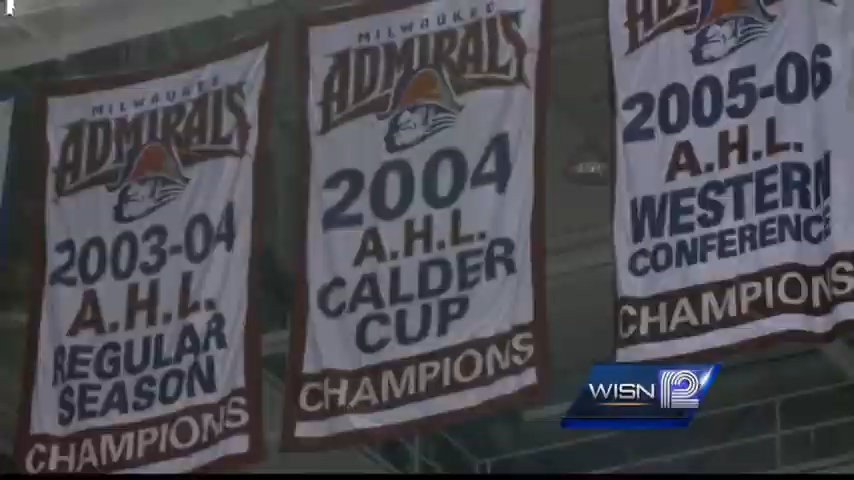 MILWAUKEE
ADMIRALS
2003-04
A.H.L.
REGULAR
SEASON
CHAMPIONS
MILWAUKEE
ADMIRALS
2004
A.H.L.
CALDER
CUP
CHAMPIONS
ADMIRALS
2005-06
A.H.L.
WESTERN
CONFERENCE
CHAMPIONS
WISN 12